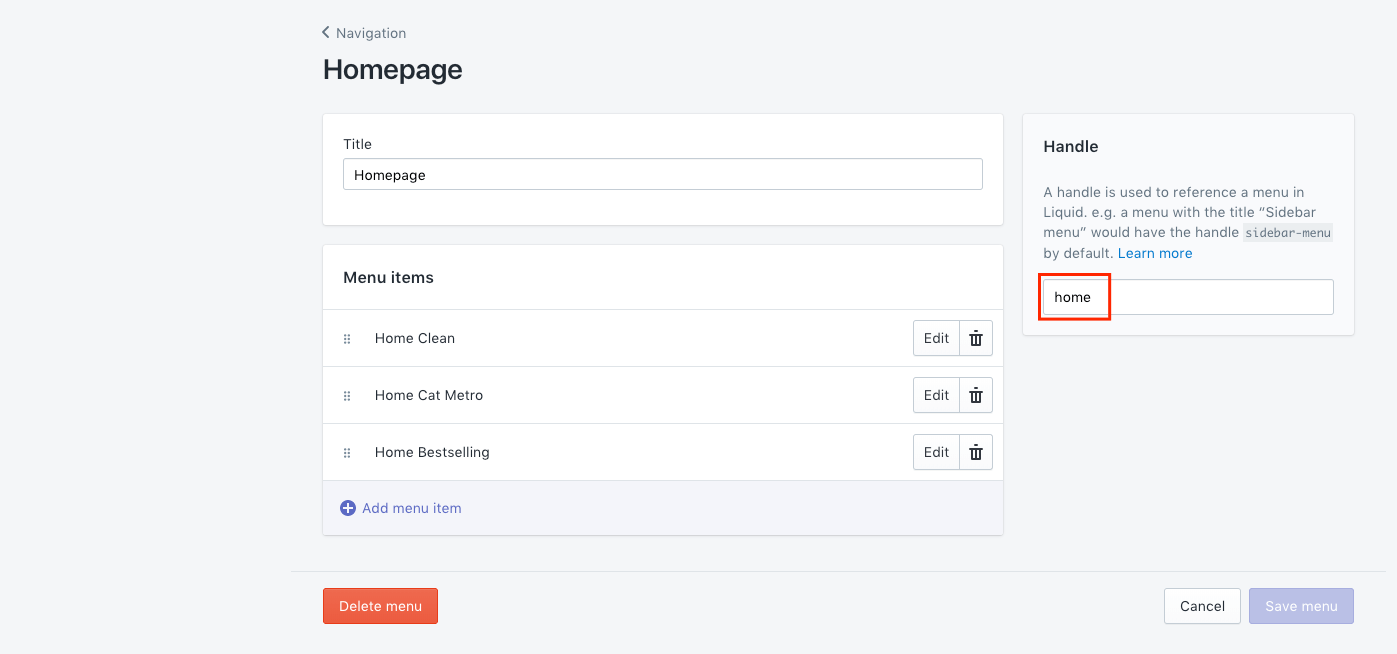 Navigation
Homepage
Title
Homepage
Handle
A handle is used to reference a menu in
Liquid. e.g. a menu with the title “Sidebar
menu” would have the handle sidebar-menu
by default. Learn more
home
Menu items
Home Clean
Edit
Home Cat Metro
Edit
Home Bestselling
Edit
Add menu item
Delete menu
Cancel
Save menu